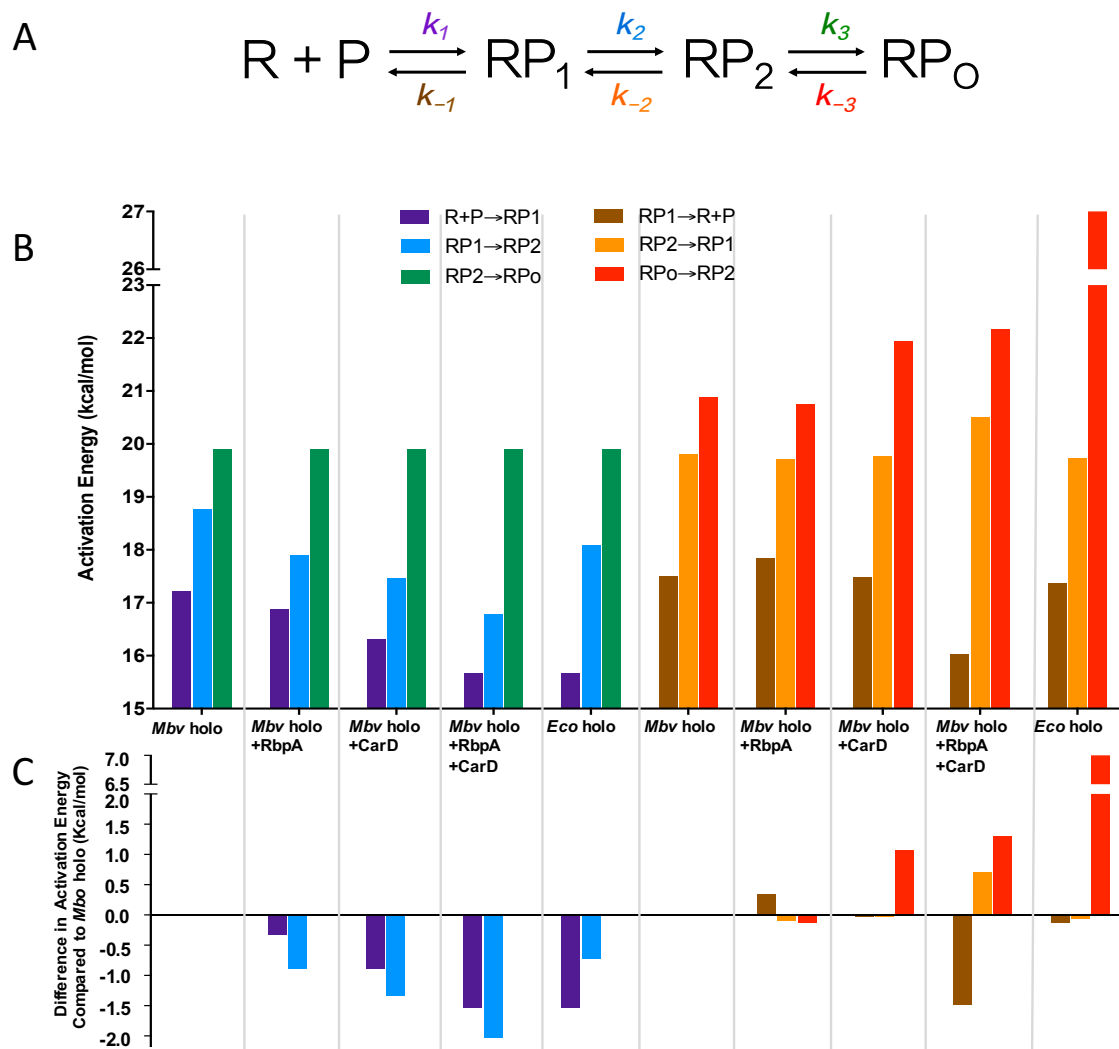 A
k1 k2 k3
R + P RP1 RP2 RPO
k−1 k−2 k−3
B
27
26
23
22
21
20
19
18
17
16
15
Activation Energy (kcal/mol)
R+P→RP1
RP1→RP2
RP2→RPo
RP1→R+P
RP2→RP1
RPo→RP2
Mbv holo
Mbv holo
+RbpA
Mbv holo
+CarD
Mbv holo
+RbpA
+CarD
Eco holo
Mbv holo
Mbv holo
+RbpA
Mbv holo
+CarD
Mbv holo
+RbpA
+CarD
Eco holo
C
7.0
6.5
2.0
1.5
1.0
0.5
0.0
-0.5
-1.0
-1.5
-2.0
Difference in Activation Energy
Compared to Mbo holo (Kcal/mol)